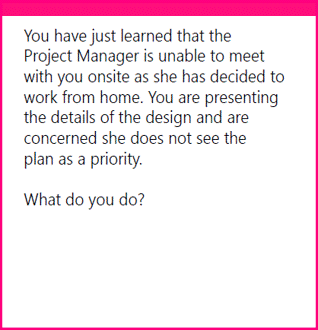 You have just learned that the
Project Manager is unable to meet
with you onsite as she has decided to
work from home. You are presenting
the details of the design and are
concerned she does not see the
plan as a priority.
What do you do?